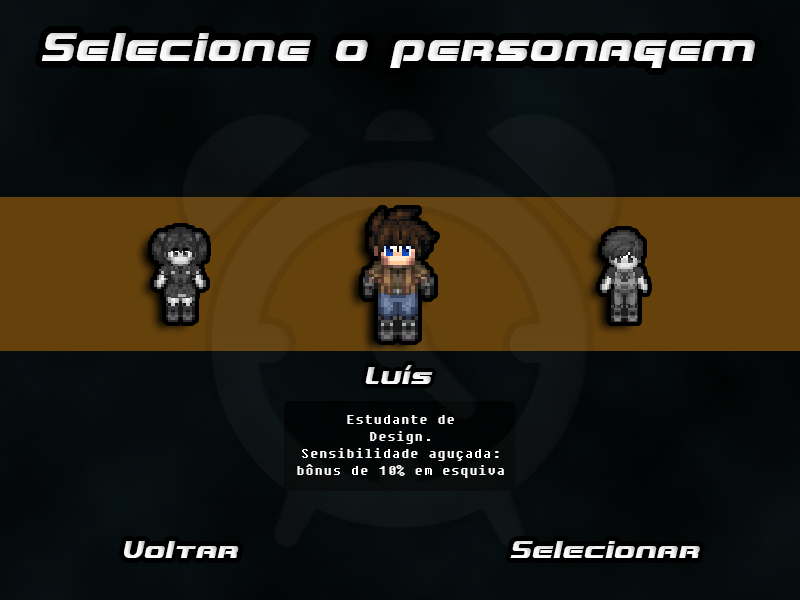 Selecione o personagem
Luís
Estudante de
Design.
Sensibilidade aguçada:
bônus de 10% em esquiva
Voltar
Selecionar